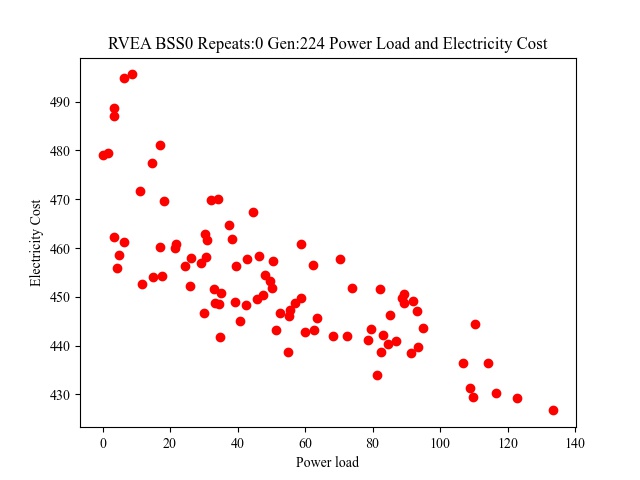 RVEA BSS0 Repeats:0 Gen:224 Power Load and Electricity Cost
490
480
470
460
450
440
430
Electricity Cost
0 20 40 60 80 100 120 140
Power load